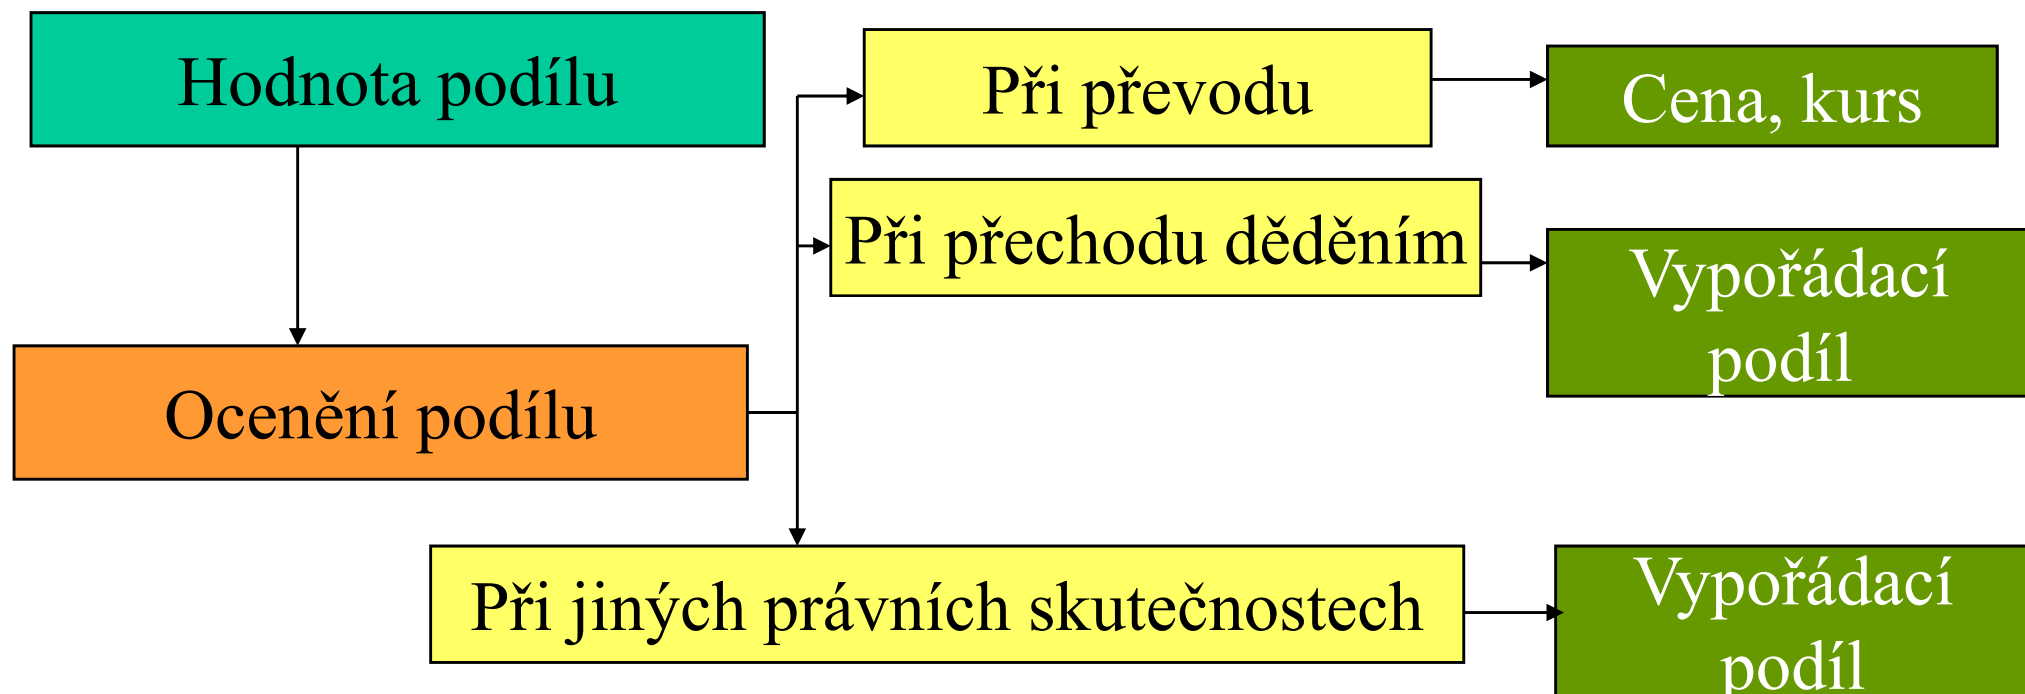 Hodnota podílu
Při převodu
Cena, kurs
Při přechodu děděním
Vypořádací
podíl
Ocenění podílu
Při jiných právních skutečnostech
Vypořádací
podíl